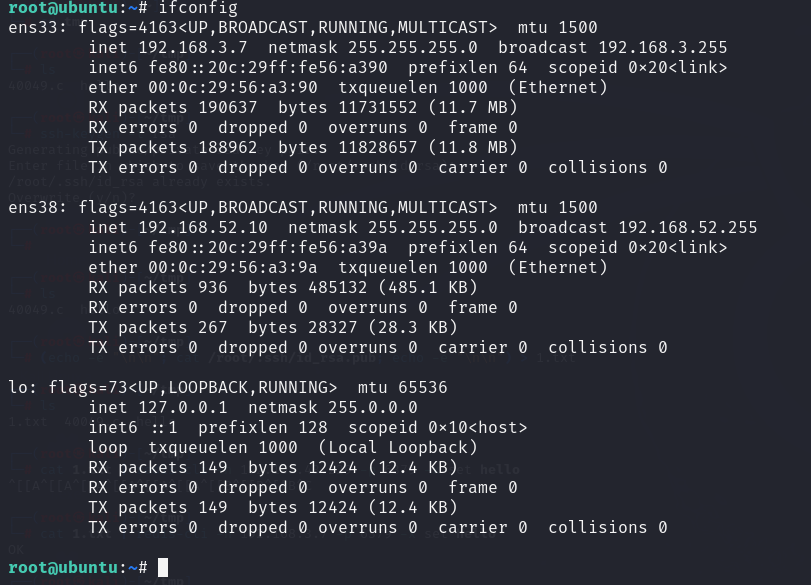 root@ubuntu:~# ifconfig
ens33: flags=4163<UP,BROADCAST,RUNNING,MULTICAST>  mtu 1500
        inet 192.168.3.7  netmask 255.255.255.0  broadcast 192.168.3.255
        inet6 fe80::20c:29ff:fe56:a390  prefixlen 64  scopeid 0×20<link>
        ether 00:0c:29:56:a3:90  txqueuelen 1000  (Ethernet)
        RX packets 190637  bytes 11731552 (11.7 MB)
        RX errors 0  dropped 0  overruns 0  frame 0
        TX packets 188962  bytes 11828657 (11.8 MB)
        TX errors 0  dropped 0 overruns 0  carrier 0  collisions 0

ens38: flags=4163<UP,BROADCAST,RUNNING,MULTICAST>  mtu 1500
        inet 192.168.52.10  netmask 255.255.255.0  broadcast 192.168.52.255
        inet6 fe80::20c:29ff:fe56:a39a  prefixlen 64  scopeid 0×20<link>
        ether 00:0c:29:56:a3:9a  txqueuelen 1000  (Ethernet)
        RX packets 936  bytes 485132 (485.1 KB)
        RX errors 0  dropped 0  overruns 0  frame 0
        TX packets 267  bytes 28327 (28.3 KB)
        TX errors 0  dropped 0 overruns 0  carrier 0  collisions 0

lo: flags=73<UP,LOOPBACK,RUNNING>  mtu 65536
        inet 127.0.0.1  netmask 255.0.0.0
        inet6 ::1  prefixlen 128  scopeid 0×10<host>
        loop  txqueuelen 1000  (Local Loopback)
        RX packets 149  bytes 12424 (12.4 KB)
        RX errors 0  dropped 0  overruns 0  frame 0
        TX packets 149  bytes 12424 (12.4 KB)
        TX errors 0  dropped 0 overruns 0  carrier 0  collisions 0

root@ubuntu:~#